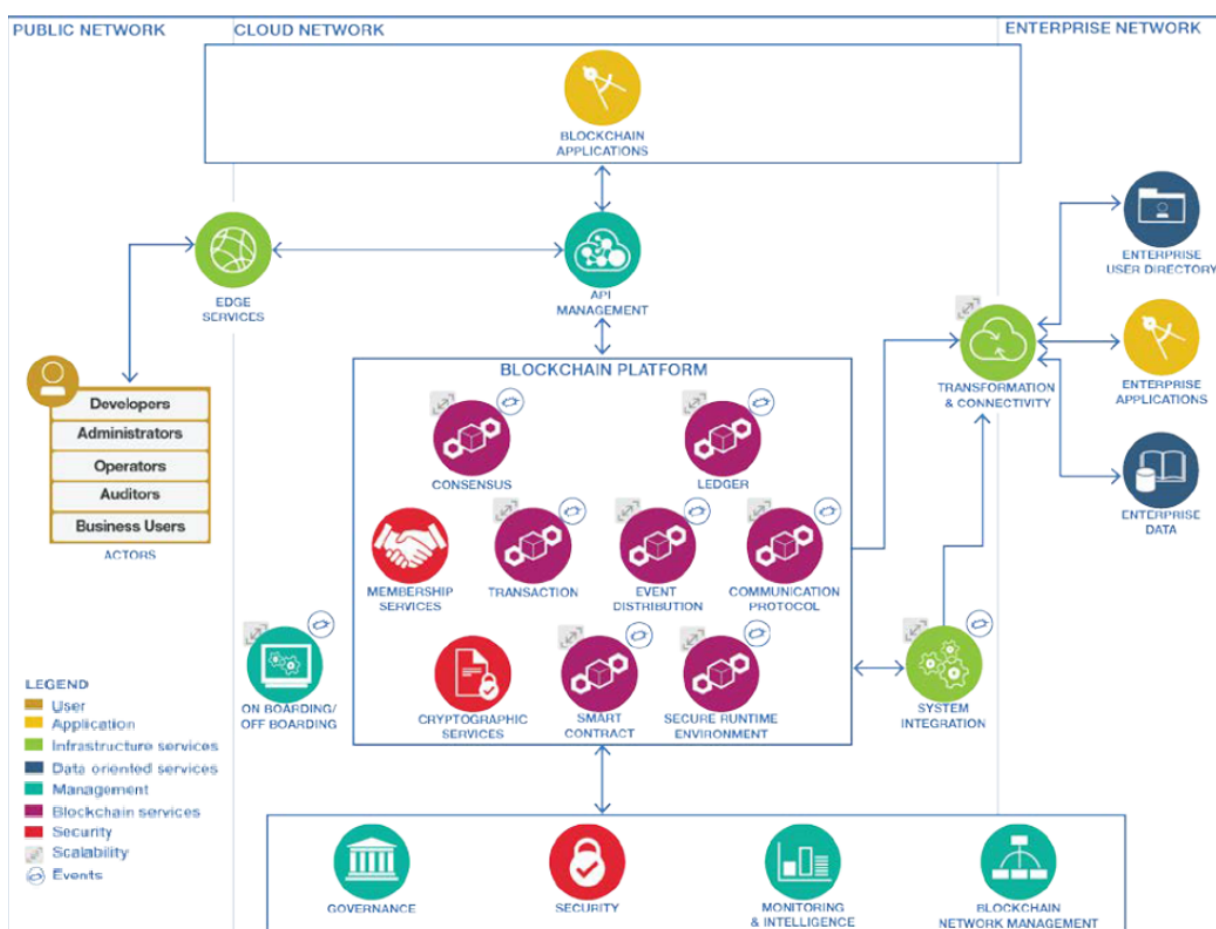 PUBLIC NETWORK
CLOUD NETWORK
ENTERPRISE NETWORK
BLOCKCHAIN
APPLICATIONS
EDGE
SERVICES
API
MANAGEMENT
ENTERPRISE
USER DIRECTORY
TRANSFORMATION
& CONNECTIVITY
ENTERPRISE
APPLICATIONS
ENTERPRISE
DATA
Developers
Administrators
Operators
Auditors
Business Users
ACTORS
BLOCKCHAIN PLATFORM
CONSENSUS
LEDGER
MEMBERSHIP
SERVICES
TRANSACTION
EVENT
DISTRIBUTION
COMMUNICATION
PROTOCOL
CRYPTOGRAPHIC
SERVICES
SMART
CONTRACT
SECURE RUNTIME
ENVIRONMENT
ON BOARDING/
OFF BOARDING
SYSTEM
INTEGRATION
LEGEND
User
Application
Infrastructure services
Data oriented services
Management
Blockchain services
Security
Scalability
Events
GOVERNANCE
SECURITY
MONITORING
& INTELLIGENCE
BLOCKCHAIN
NETWORK MANAGEMENT